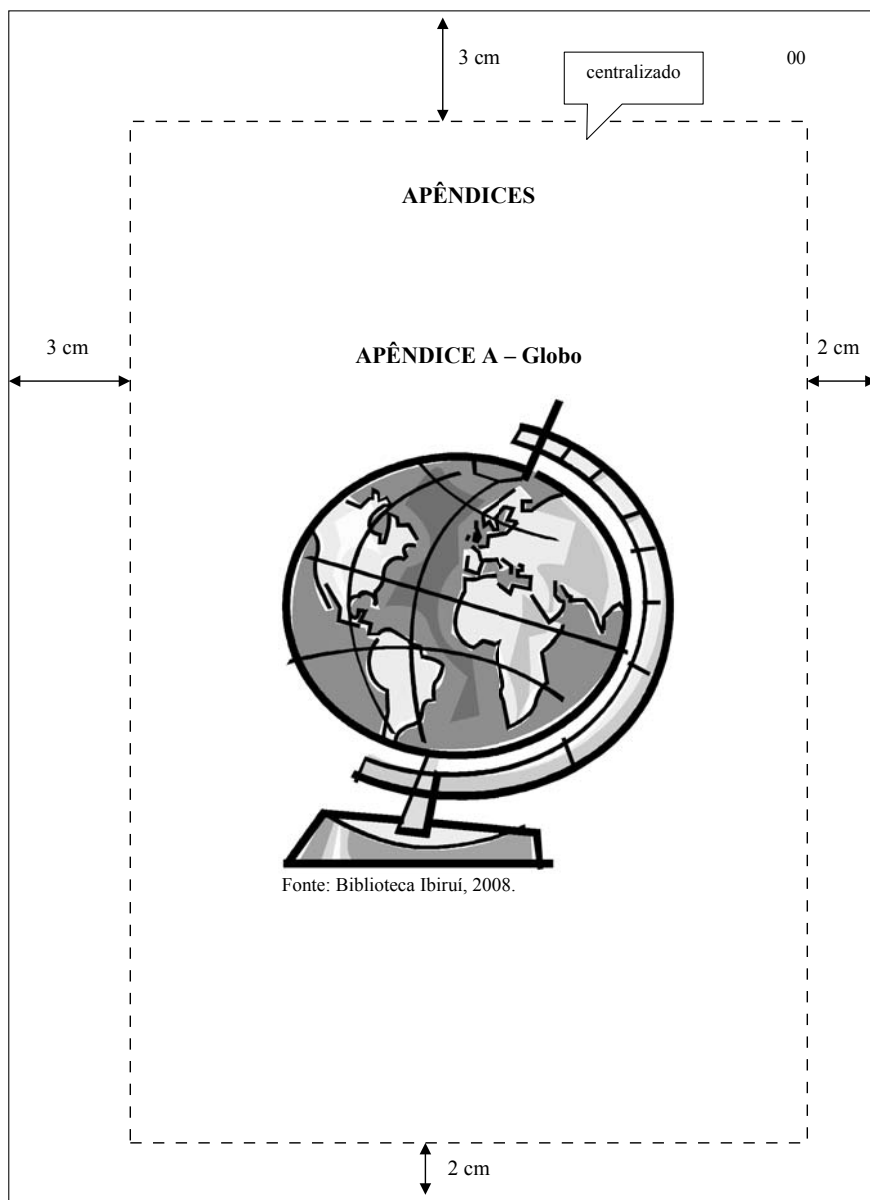 3 cm
00
centralizado
APÊNDICES
3 cm
2 cm
APÊNDICE A – Globo
Fonte: Biblioteca Ibiruí, 2008.
2 cm